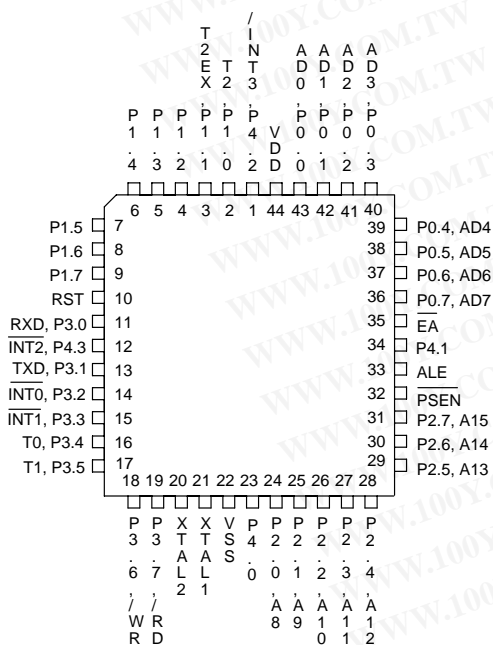 P1.4
P1.3
P1.2
T2EX,P1.1
T2,P1.0
/INT3,P4.2
VDD
AD0,P0.0
AD1,P0.1
AD2,P0.2
AD3,P0.3
6 5 4 3 2 1 44 43 42 41 40
P1.5 7
P1.6 8
P1.7 9
RST 10
RXD, P3.0 11
INT2, P4.3 12
TXD, P3.1 13
INT0, P3.2 14
INT1, P3.3 15
T0, P3.4 16
T1, P3.5 17
39 P0.4, AD4
38 P0.5, AD5
37 P0.6, AD6
36 P0.7, AD7
35 EA
34 P4.1
33 ALE
32 PSEN
31 P2.7, A15
30 P2.6, A14
29 P2.5, A13
18 19 20 21 22 23 24 25 26 27 28
P3.6,/WR
P3.7,/RD
XTAL2
XTAL1
VSS
P4.0
P2.0,A8
P2.1,A9
P2.2,A10
P2.3,A11
P2.4,A12